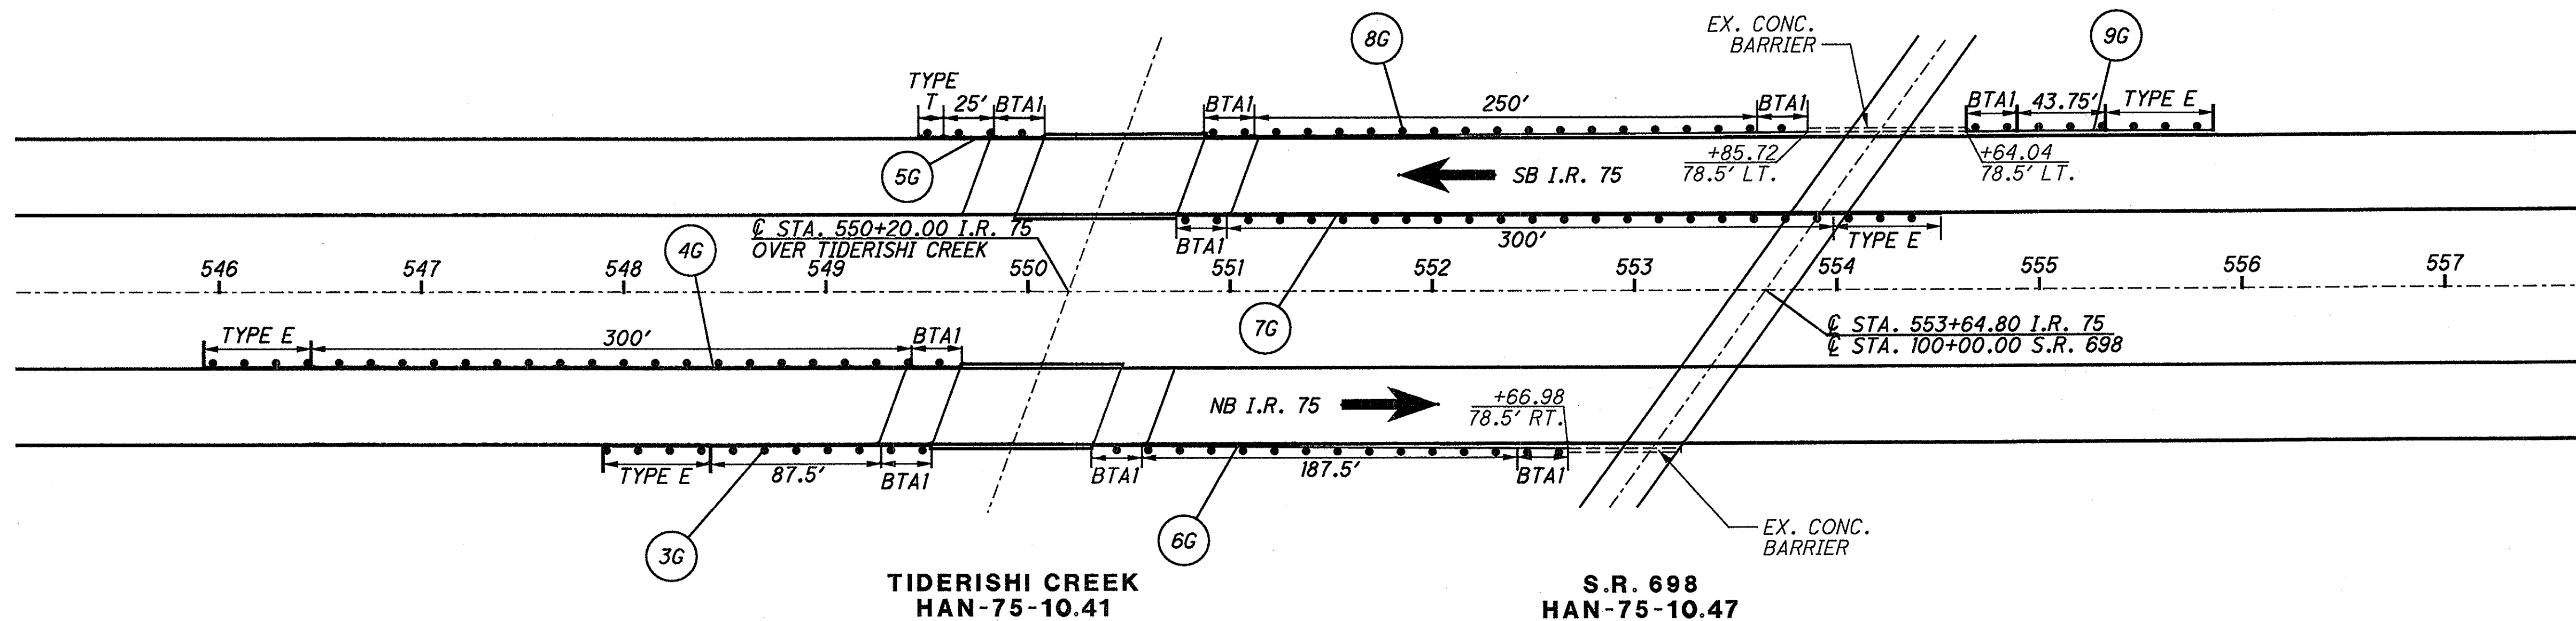 EX. CONC.
BARRIER
8G
9G
TYPE
T
25' BTA1
BTA1
250'
BTA1
BTA1
43.75'
TYPE E
5G
+85.72
78.5' LT.
+64.04
78.5' LT.
SB I.R. 75
℄ STA. 550+20.00 I.R. 75
OVER TIDERISHI CREEK
BTA1
300'
TYPE E
4G
546 547 548 549 550 551 552 553 554 555 556 557
7G
℄ STA. 553+64.80 I.R. 75
℄ STA. 100+00.00 S.R. 698
TYPE E
300'
BTA1
NB I.R. 75
+66.98
78.5' RT.
TYPE E
87.5'
BTA1
BTA1
187.5'
BTA1
3G
6G
EX. CONC.
BARRIER
TIDERISHI CREEK
HAN-75-10.41
S.R. 698
HAN-75-10.47